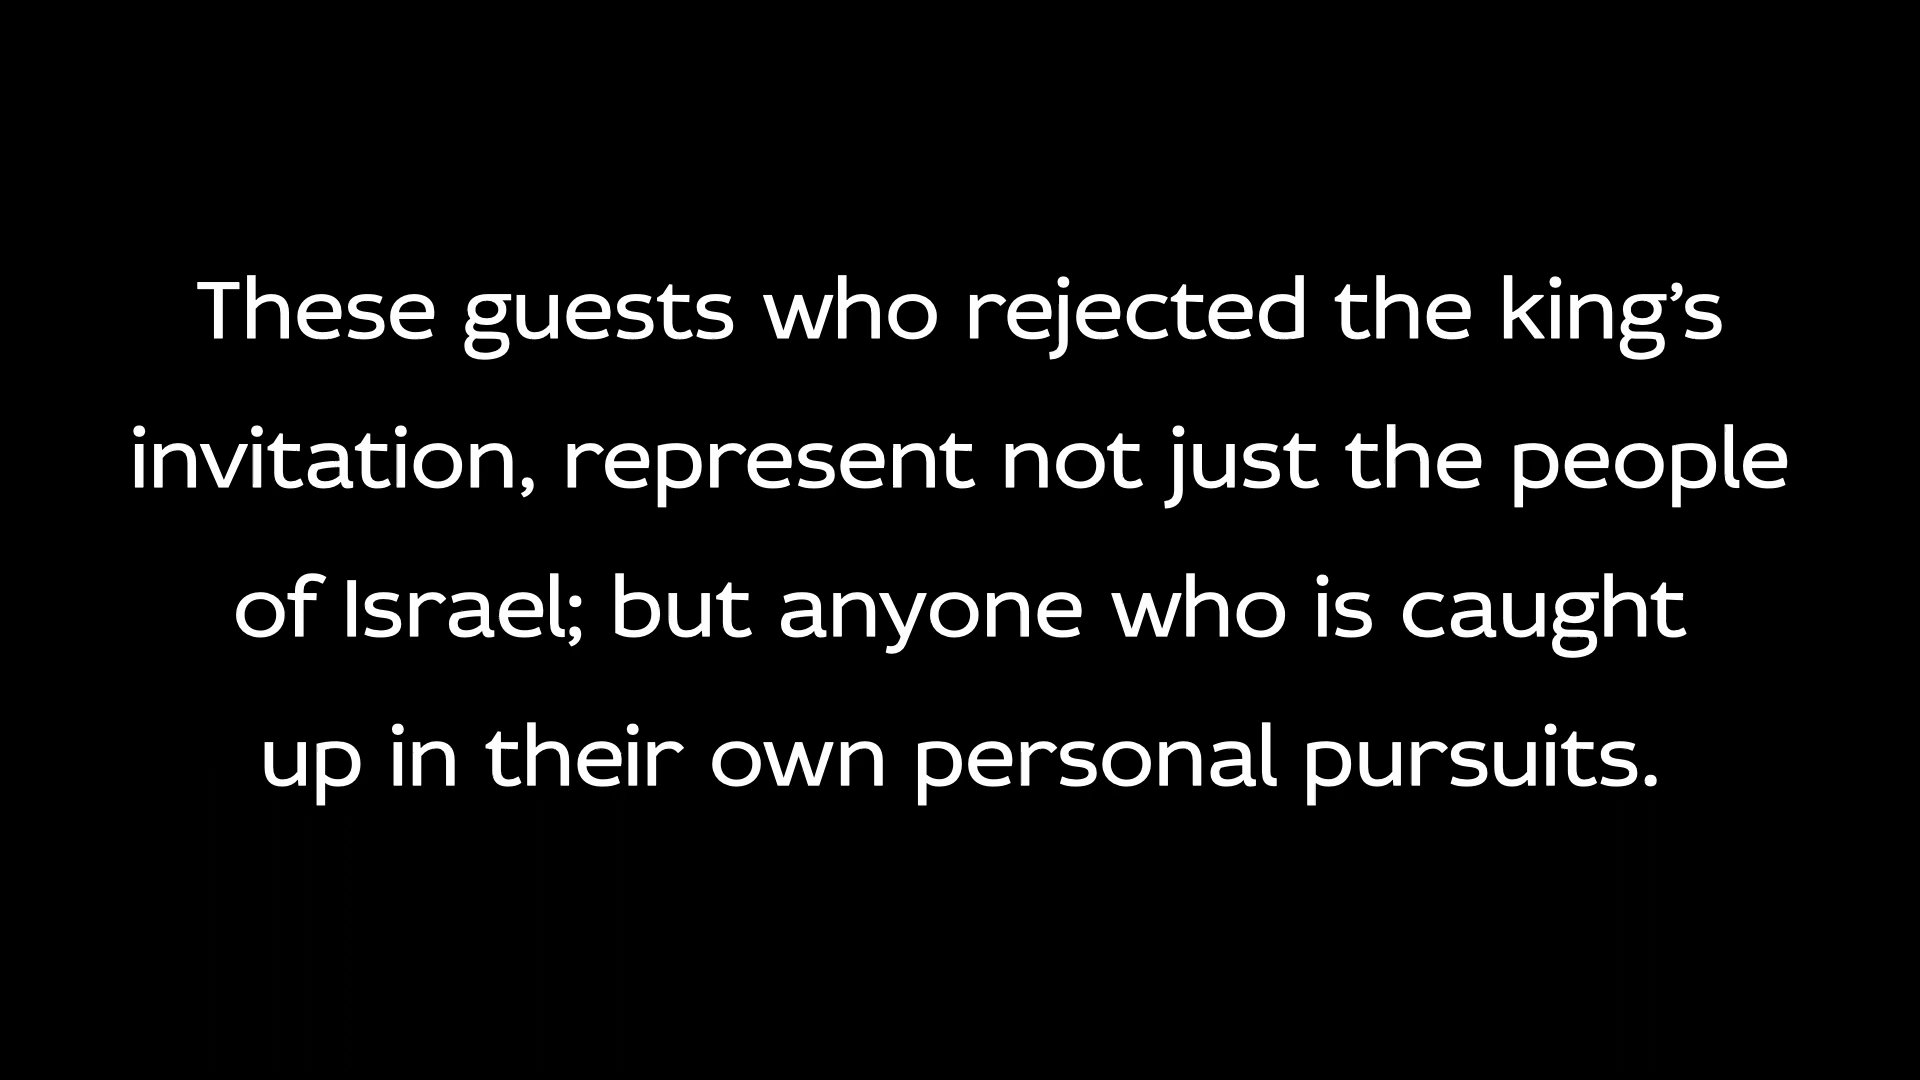 These guests who rejected the king’s
invitation, represent not just the people
of Israel; but anyone who is caught
up in their own personal pursuits.